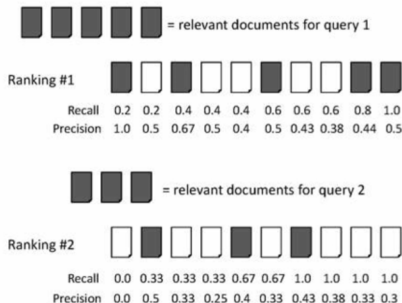 = relevant documents for query 1
Ranking #1
Recall 0.2 0.2 0.4 0.4 0.4 0.6 0.6 0.6 0.8 1.0
Precision 1.0 0.5 0.67 0.5 0.4 0.5 0.43 0.38 0.44 0.5
= relevant documents for query 2
Ranking #2
Recall 0.0 0.33 0.33 0.33 0.67 0.67 1.0 1.0 1.0 1.0
Precision 0.0 0.5 0.33 0.25 0.4 0.33 0.43 0.38 0.33 0.3